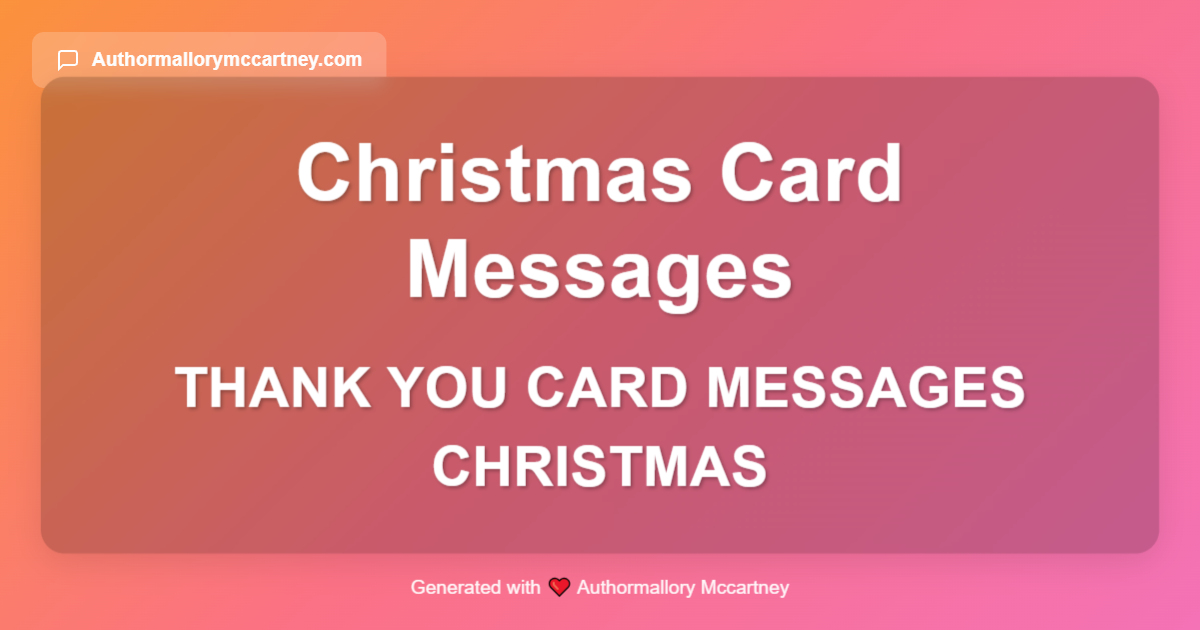 Authormallorymccartney.com
Christmas Card
Messages
THANK YOU CARD MESSAGES
CHRISTMAS
Generated with ❤️ Authormallory Mccartney